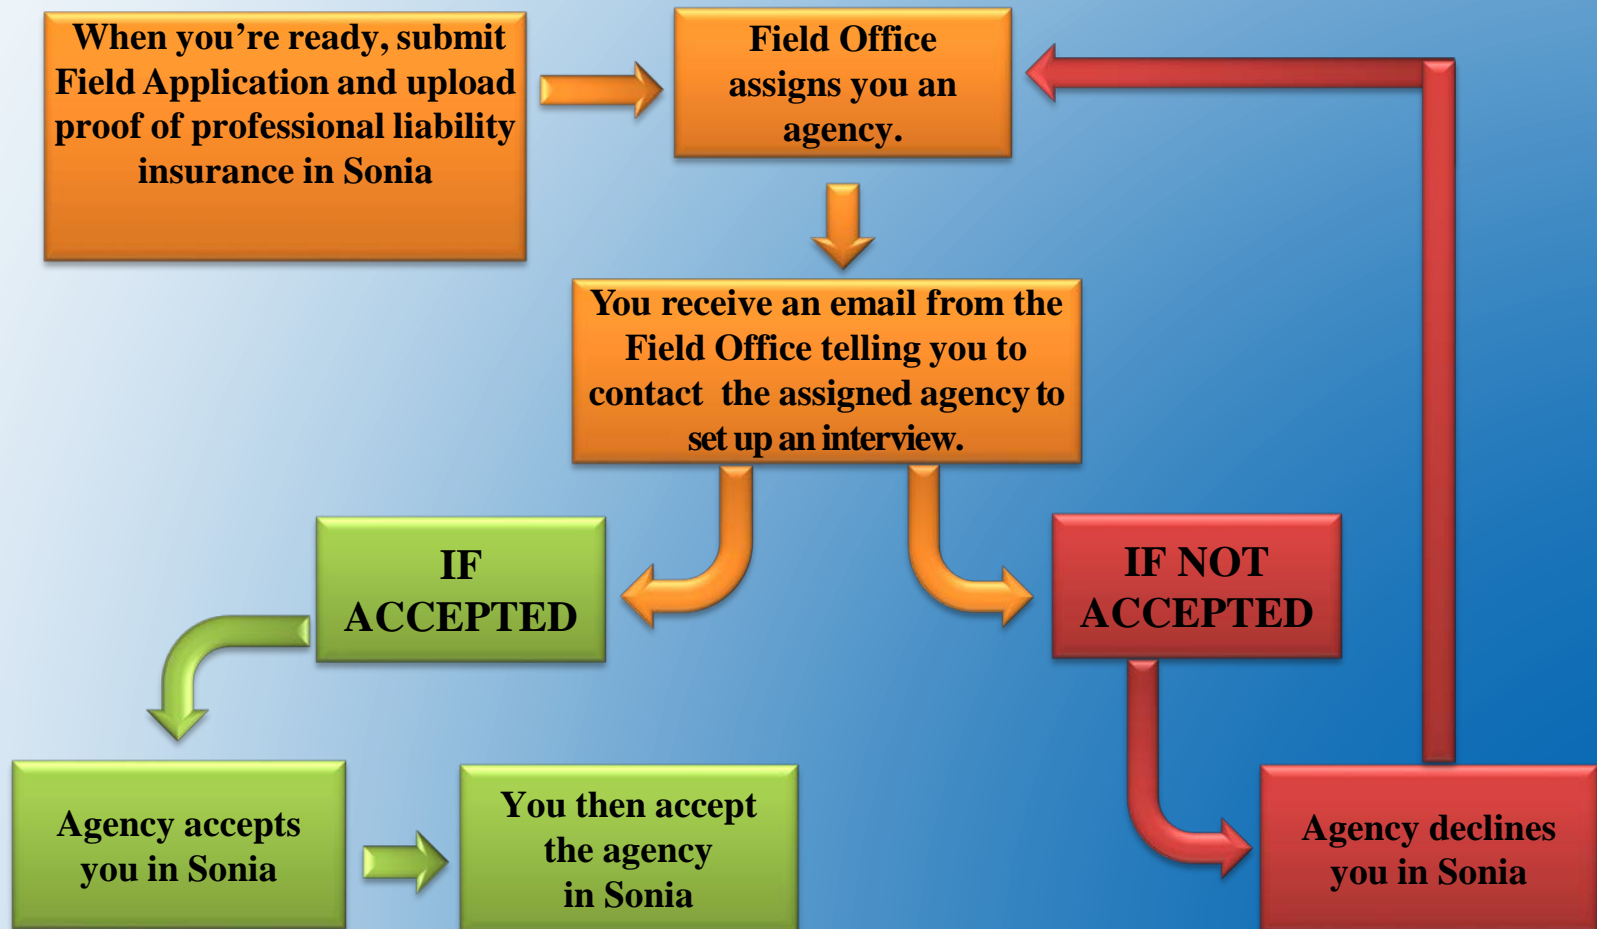 When you’re ready, submit
Field Application and upload
proof of professional liability
insurance in Sonia
Field Office
assigns you an
agency.
You receive an email from the
Field Office telling you to
contact the assigned agency to
set up an interview.
IF
ACCEPTED
IF NOT
ACCEPTED
Agency accepts
you in Sonia
You then accept
the agency
in Sonia
Agency declines
you in Sonia